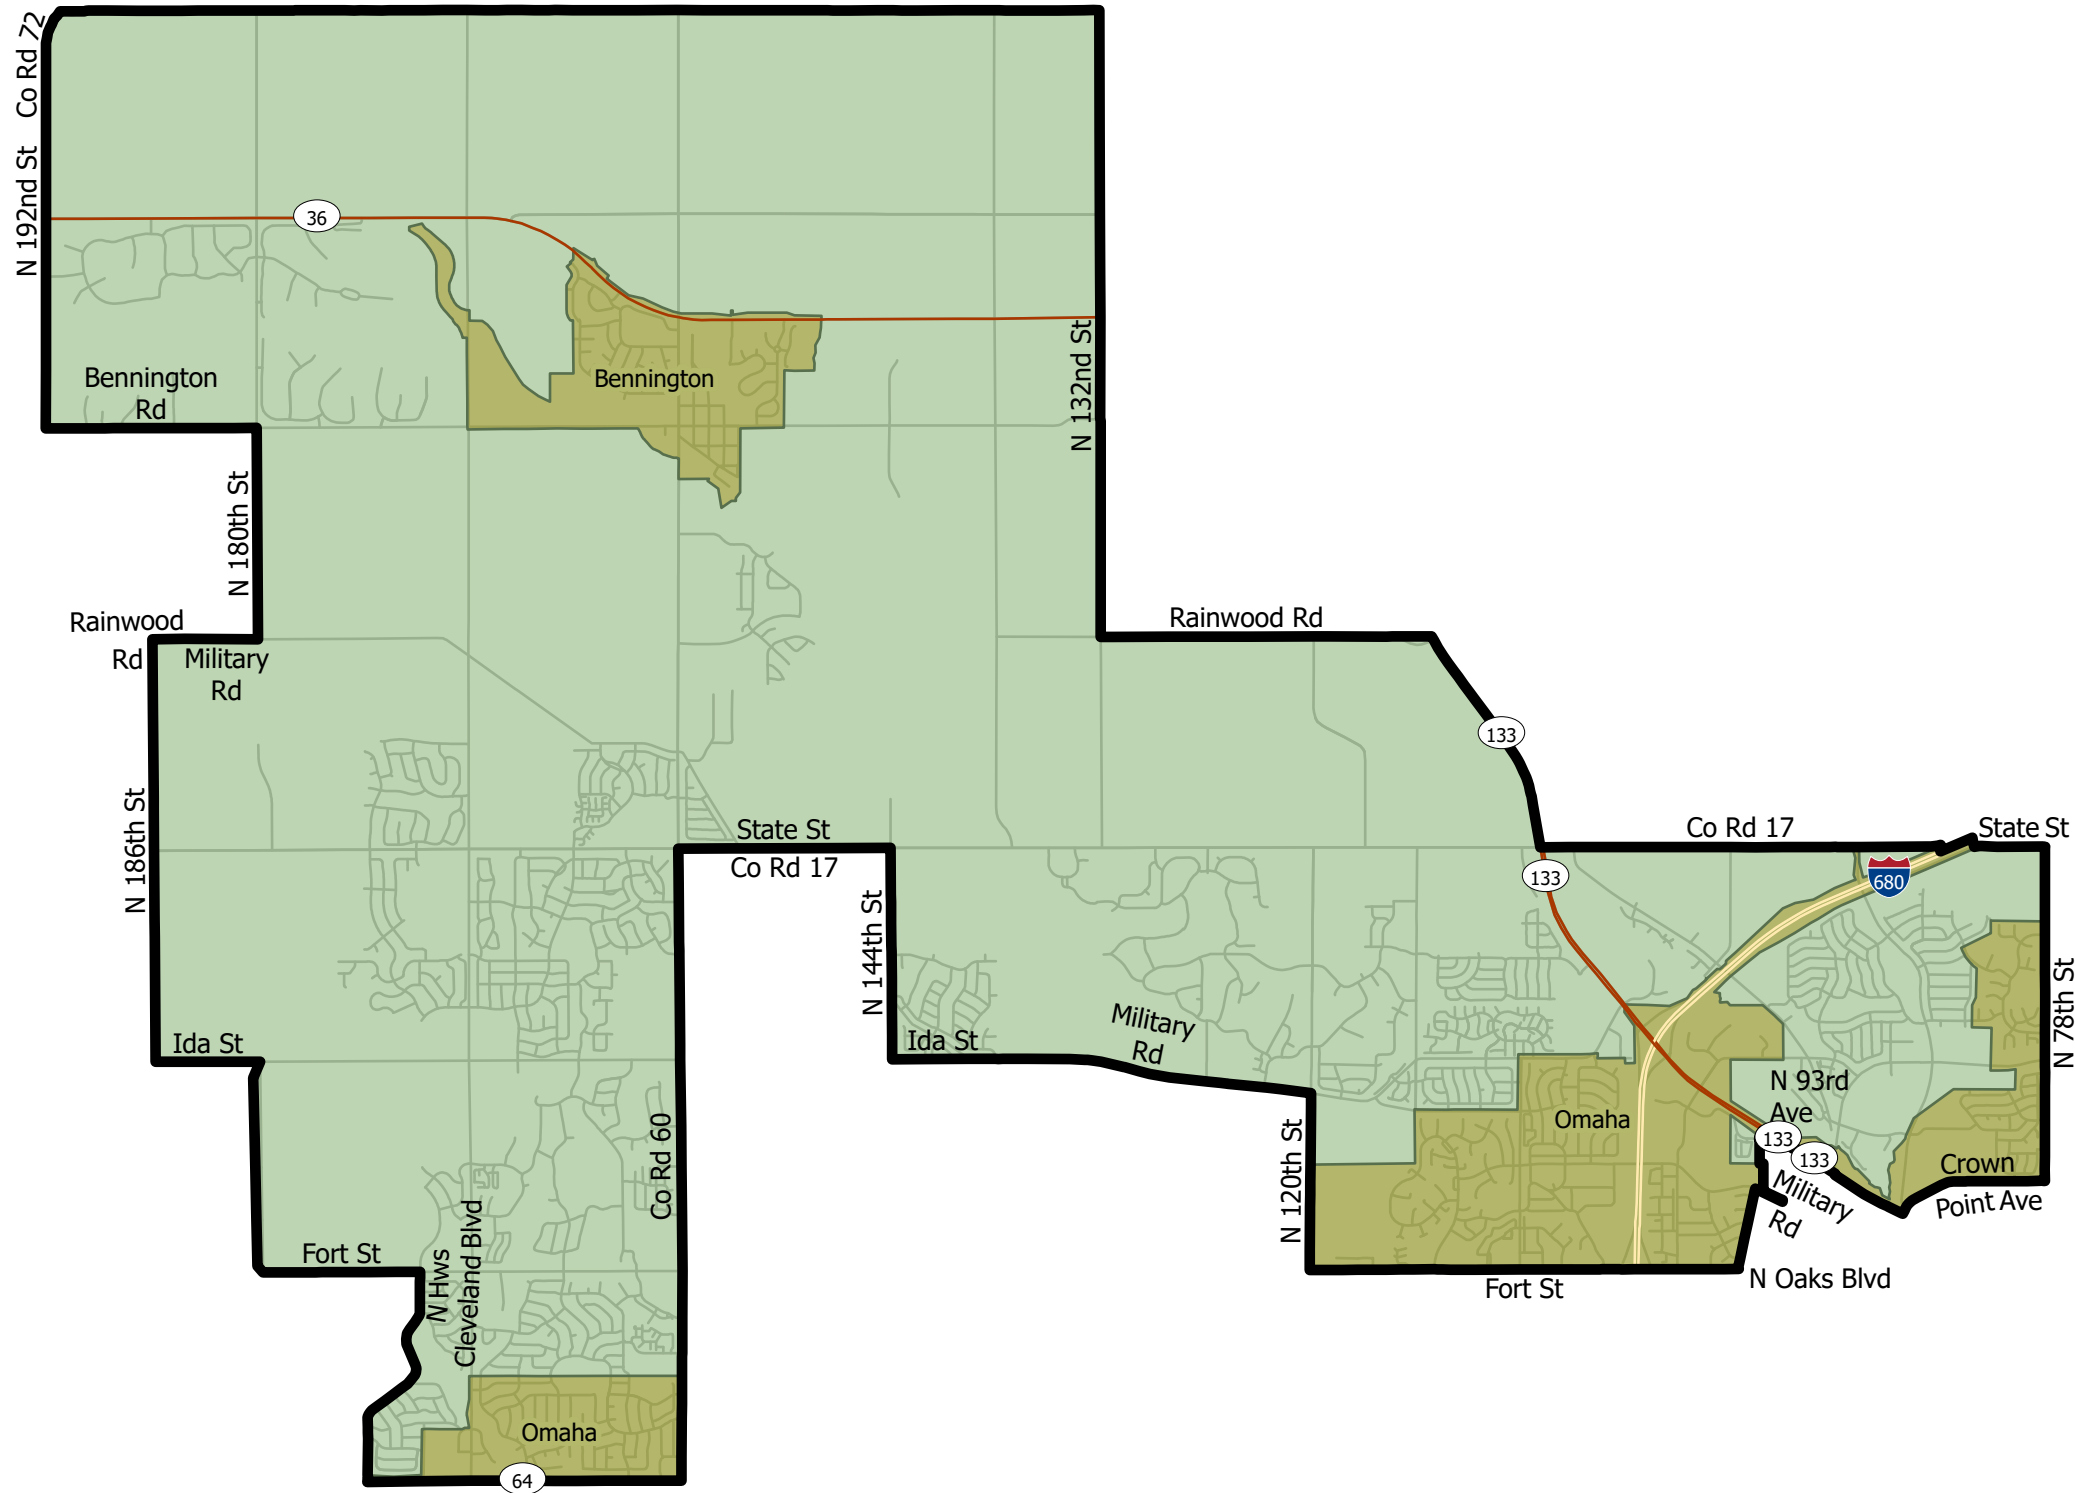 Co Rd 72
N 192nd St
36
Bennington
Rd
Bennington
N 132nd St
N 180th St
Rainwood
Rd
Military
Rd
Rainwood Rd
133
N 186th St
State St
Co Rd 17
Co Rd 17
State St
133
680
N 144th St
N 78th St
Ida St
Ida St
Military
Rd
N 93rd
Ave
Omaha
133
133
Co Rd 60
N 120th St
Crown
Point Ave
Military
Rd
Fort St
N Hws
Cleveland Blvd
Fort St
N Oaks Blvd
Omaha
64